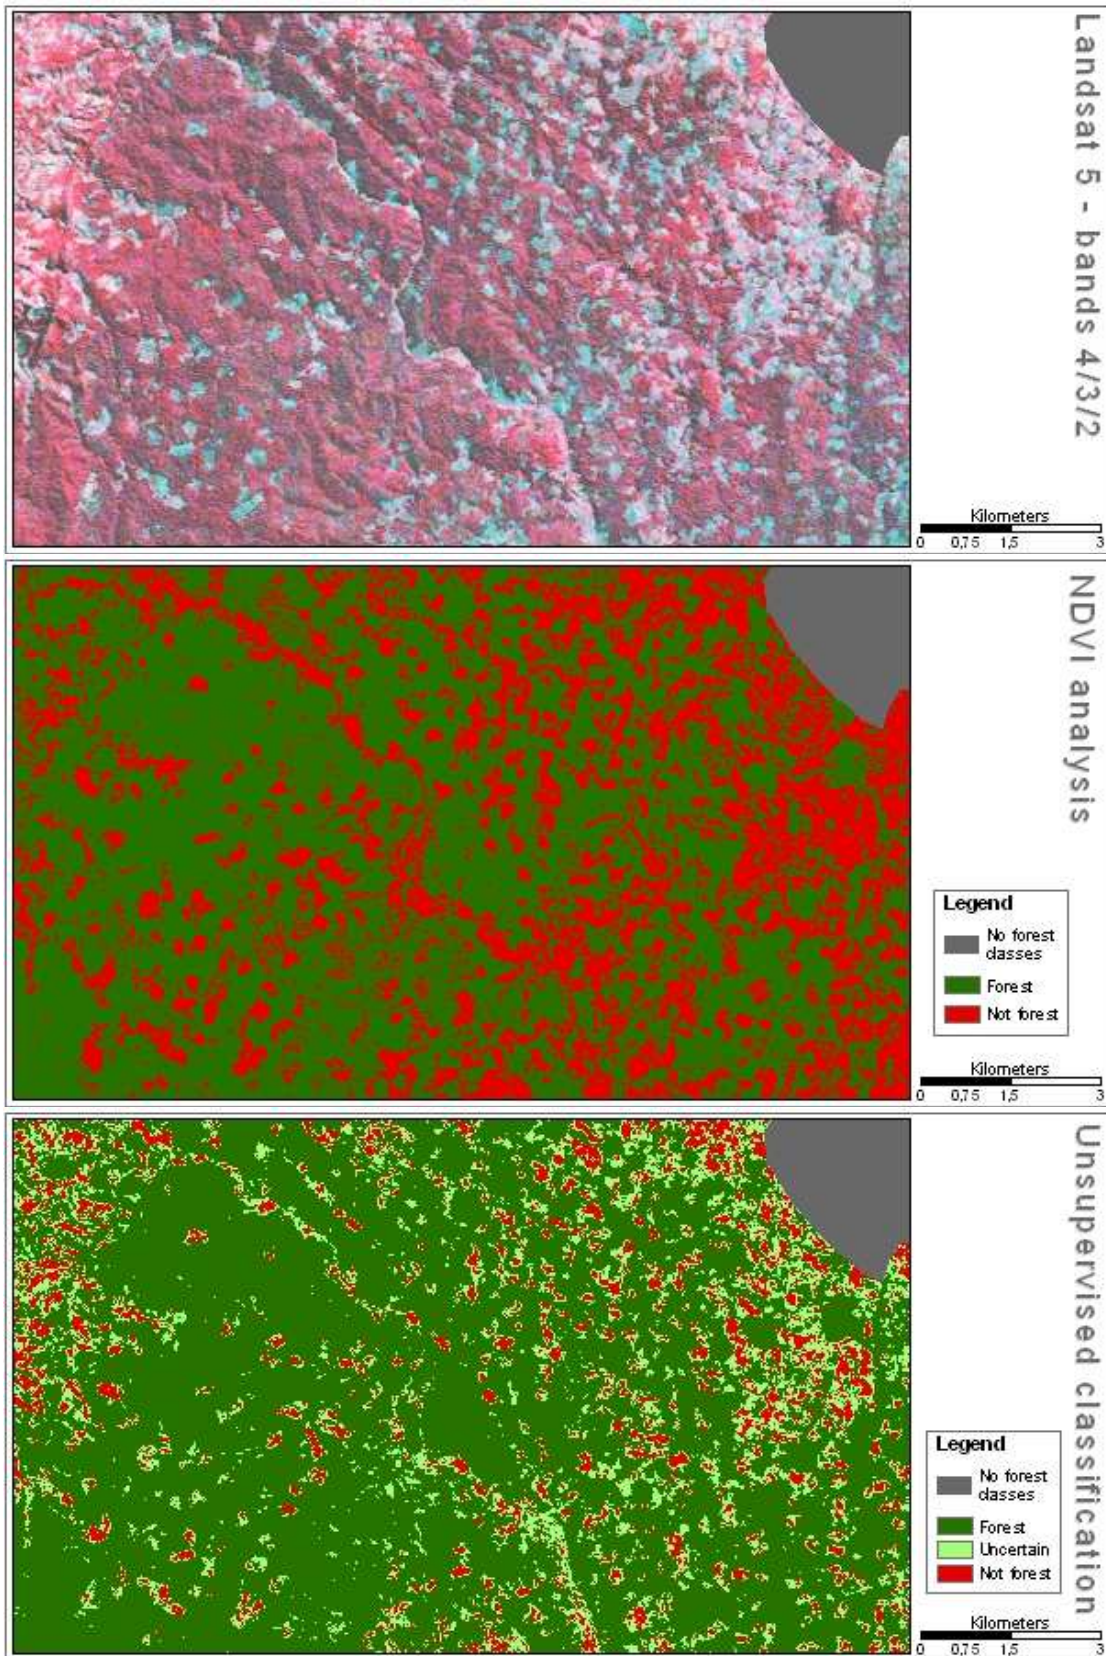 Landsat 5 - bands 4/3/2
Kilometers
0 0,75 1,5 3
NDVI analysis
Legend
No forest
classes
Forest
Not forest
Kilometers
0 0,75 1,5 3
Unsupervised classification
Legend
No forest
classes
Forest
Uncertain
Not forest
Kilometers
0 0,75 1,5 3